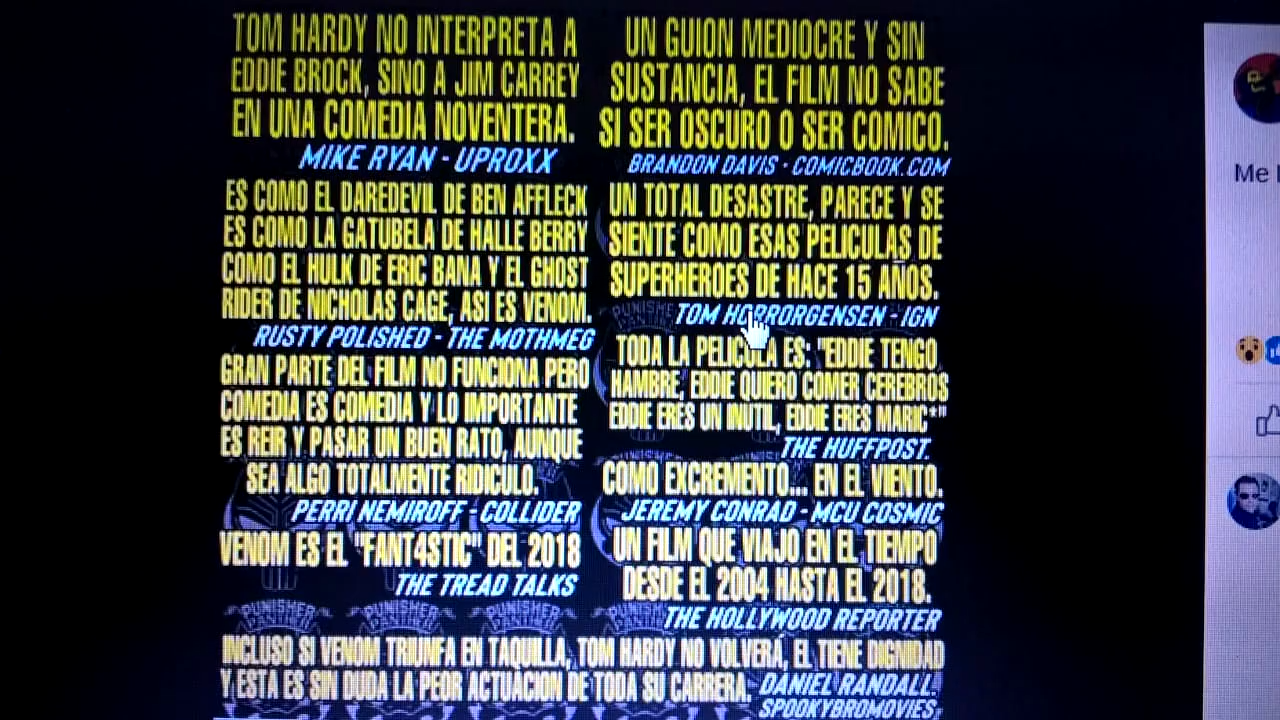 TOM HARDY NO INTERPRETA A
EDDIE BROCK, SINO A JIM CARREY
EN UNA COMEDIA NOVENTERA.
MIKE RYAN - UPROXX
ES COMO EL DAREDEVIL DE BEN AFFLECK
ES COMO LA GATUBELA DE HALLE BERRY
COMO EL HULK DE ERIC BANA Y EL GHOST
RIDER DE NICHOLAS CAGE, ASI ES VENOM.
RUSTY POLISHED - THE MOTHMEG
GRAN PARTE DEL FILM NO FUNCIONA PERO
COMEDIA ES COMEDIA Y LO IMPORTANTE
ES REIR Y PASAR UN BUEN RATO, AUNQUE
SEA ALGO TOTALMENTE RIDICULO.
PERRI NEMIROFF - COLLIDER
VENOM ES EL "FANT4STIC" DEL 2018
THE TREAD TALKS
UN GUION MEDIOCRE Y SIN
SUSTANCIA, EL FILM NO SABE
SI SER OSCURO O SER COMICO.
BRANDON DAVIS - COMICBOOK.COM
UN TOTAL DESASTRE, PARECE Y SE
SIENTE COMO ESAS PELICULAS DE
SUPERHEROES DE HACE 15 AÑOS.
TOM HORRORGENSEN - IGN
TODA LA PELICULA ES: "EDDIE TENGO
HAMBRE, EDDIE QUIERO COMER CEREBROS
EDDIE ERES UN INUTIL, EDDIE ERES MARIC*"
THE HUFFPOST.
COMO EXCREMENTO... EN EL VIENTO.
JEREMY CONRAD - MCU COSMIC
UN FILM QUE VIAJO EN EL TIEMPO
DESDE EL 2004 HASTA EL 2018.
THE HOLLYWOOD REPORTER
PUNISHER PANTHER PUNISHER PANTHER PUNISHER PANTHER
INCLUSO SI VENOM TRIUNFA EN TAQUILLA, TOM HARDY NO VOLVERÁ, EL TIENE DIGNIDAD
Y ESTA ES SIN DUDA LA PEOR ACTUACION DE TODA SU CARRERA.
DANIEL RANDALL.
SPOOKYBROMOVIES.
Me